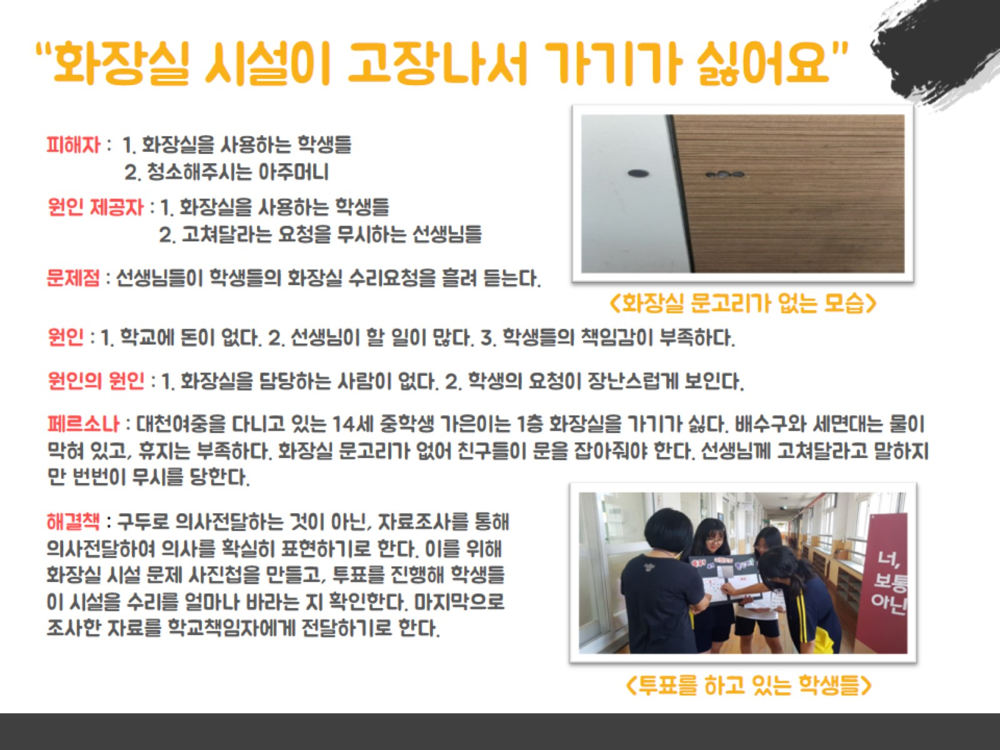 “화장실 시설이 고장나서 가기가 싫어요”
피해자 : 1. 화장실을 사용하는 학생들
2. 청소해주시는 아주머니
원인 제공자 : 1. 화장실을 사용하는 학생들
2. 고쳐달라는 요청을 무시하는 선생님들
문제점 : 선생님들이 학생들의 화장실 수리요청을 흘려 듣는다.
<화장실 문고리가 없는 모습>
원인 : 1. 학교에 돈이 없다. 2. 선생님이 할 일이 많다. 3. 학생들의 책임감이 부족하다.
원인의 원인 : 1. 화장실을 담당하는 사람이 없다. 2. 학생의 요청이 장난스럽게 보인다.
페르소나 : 대천여중을 다니고 있는 14세 중학생 가은이는 1층 화장실을 가기가 싫다. 배수구와 세면대는 물이
막혀 있고, 휴지는 부족하다. 화장실 문고리가 없어 친구들이 문을 잡아줘야 한다. 선생님께 고쳐달라고 말하지
만 번번이 무시를 당한다.
해결책 : 구두로 의사전달하는 것이 아닌, 자료조사를 통해
의사전달하여 의사를 확실히 표현하기로 한다. 이를 위해
화장실 시설 문제 사진첩을 만들고, 투표를 진행해 학생들
이 시설을 수리를 얼마나 바라는 지 확인한다. 마지막으로
조사한 자료를 학교책임자에게 전달하기로 한다.
너,
보통
아닌
<투표를 하고 있는 학생들>